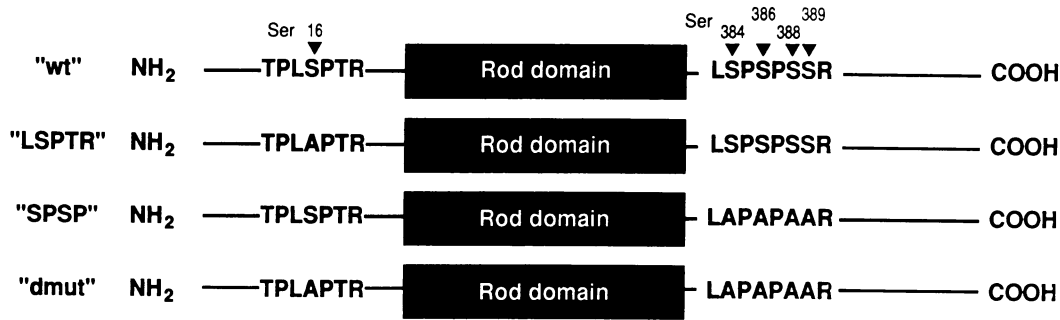 Ser 16 Ser 384 386 388 389
"wt" NH2 TPLSPTR Rod domain LSPSPSSR COOH
"LSPTR" NH2 TPLAPTR Rod domain LSPSPSSR COOH
"SPSP" NH2 TPLSPTR Rod domain LAPAPAAR COOH
"dmut" NH2 TPLAPTR Rod domain LAPAPAAR COOH